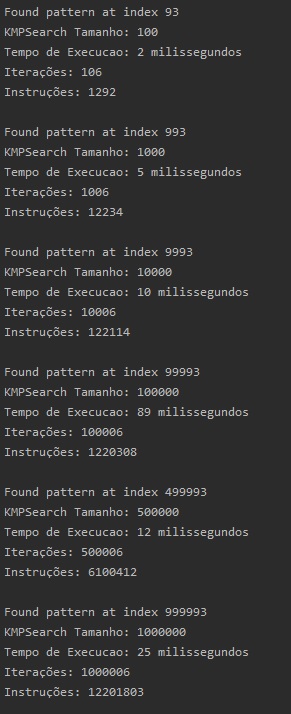 Found pattern at index 93
KMPSearch Tamanho: 100
Tempo de Execucao: 2 milissegundos
Iterações: 106
Instruções: 1292
Found pattern at index 993
KMPSearch Tamanho: 1000
Tempo de Execucao: 5 milissegundos
Iterações: 1006
Instruções: 12234
Found pattern at index 9993
KMPSearch Tamanho: 10000
Tempo de Execucao: 10 milissegundos
Iterações: 10006
Instruções: 122114
Found pattern at index 99993
KMPSearch Tamanho: 100000
Tempo de Execucao: 89 milissegundos
Iterações: 100006
Instruções: 1220308
Found pattern at index 499993
KMPSearch Tamanho: 500000
Tempo de Execucao: 12 milissegundos
Iterações: 500006
Instruções: 6100412
Found pattern at index 999993
KMPSearch Tamanho: 1000000
Tempo de Execucao: 25 milissegundos
Iterações: 1000006
Instruções: 12201803